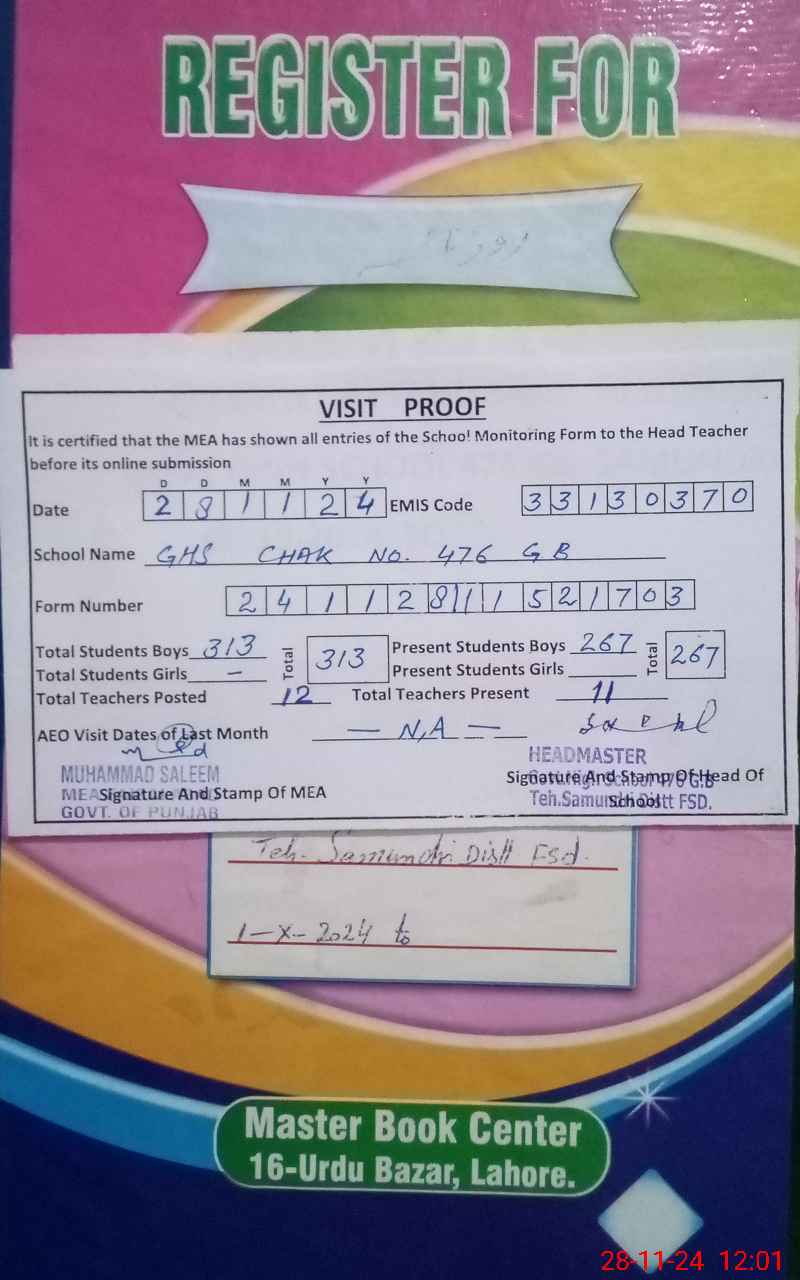 REGISTER FOR
VISIT PROOF
It is certified that the MEA has shown all entries of the School Monitoring Form to the Head Teacher
before its online submission
D D M M Y Y
Date 2 8 1 1 2 4 EMIS Code 3 3 1 3 0 3 7 0
School Name GHS CHAK NO. 476 GB
Form Number 2 4 1 1 2 8 1 1 5 2 1 7 0 3
Total Students Boys 313 Total 313 Present Students Boys 267 Total 267
Total Students Girls — Present Students Girls
Total Teachers Posted 12 Total Teachers Present 11
AEO Visit Dates of Last Month — N,A —
MUHAMMAD SALEEM HEADMASTER
MEA Signature And Stamp Of MEA Signature And Stamp Of Head Of
GOVT. OF PUNJAB Teh.Samundri Distt FSD. School
Teh. Samundri Distt Fsd.
1-X-2024 to
Master Book Center
16-Urdu Bazar, Lahore.
28-11-24 12:01